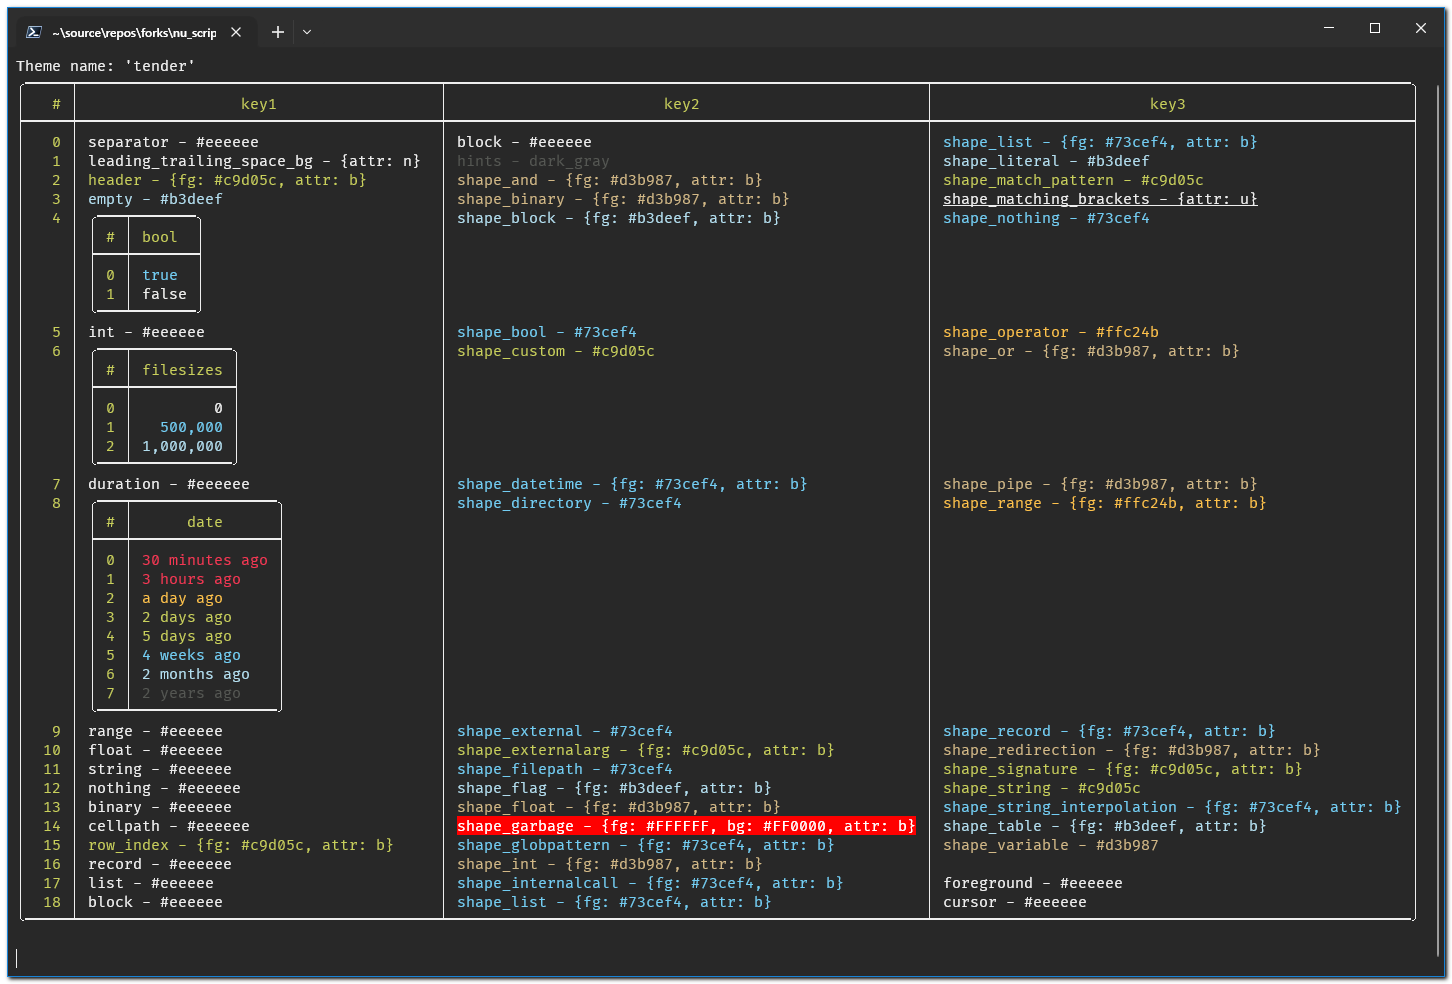 ~\source\repos\forks\nu_scrip
Theme name: 'tender'
# key1 key2 key3
0 separator - #eeeeee block - #eeeeee shape_list - {fg: #73cef4, attr: b}
1 leading_trailing_space_bg - {attr: n} hints - dark_gray shape_literal - #b3deef
2 header - {fg: #c9d05c, attr: b} shape_and - {fg: #d3b987, attr: b} shape_match_pattern - #c9d05c
3 empty - #b3deef shape_binary - {fg: #d3b987, attr: b} shape_matching_brackets - {attr: u}
4 shape_block - {fg: #b3deef, attr: b} shape_nothing - #73cef4
# bool
0 true
1 false
5 int - #eeeeee shape_bool - #73cef4 shape_operator - #ffc24b
6 shape_custom - #c9d05c shape_or - {fg: #d3b987, attr: b}
# filesizes
0 0
1 500,000
2 1,000,000
7 duration - #eeeeee shape_datetime - {fg: #73cef4, attr: b} shape_pipe - {fg: #d3b987, attr: b}
8 shape_directory - #73cef4 shape_range - {fg: #ffc24b, attr: b}
# date
0 30 minutes ago
1 3 hours ago
2 a day ago
3 2 days ago
4 5 days ago
5 4 weeks ago
6 2 months ago
7 2 years ago
9 range - #eeeeee shape_external - #73cef4 shape_record - {fg: #73cef4, attr: b}
10 float - #eeeeee shape_externalarg - {fg: #c9d05c, attr: b} shape_redirection - {fg: #d3b987, attr: b}
11 string - #eeeeee shape_filepath - #73cef4 shape_signature - {fg: #c9d05c, attr: b}
12 nothing - #eeeeee shape_flag - {fg: #b3deef, attr: b} shape_string - #c9d05c
13 binary - #eeeeee shape_float - {fg: #d3b987, attr: b} shape_string_interpolation - {fg: #73cef4, attr: b}
14 cellpath - #eeeeee shape_garbage - {fg: #FFFFFF, bg: #FF0000, attr: b} shape_table - {fg: #b3deef, attr: b}
15 row_index - {fg: #c9d05c, attr: b} shape_globpattern - {fg: #73cef4, attr: b} shape_variable - #d3b987
16 record - #eeeeee shape_int - {fg: #d3b987, attr: b}
17 list - #eeeeee shape_internalcall - {fg: #73cef4, attr: b} foreground - #eeeeee
18 block - #eeeeee shape_list - {fg: #73cef4, attr: b} cursor - #eeeeee